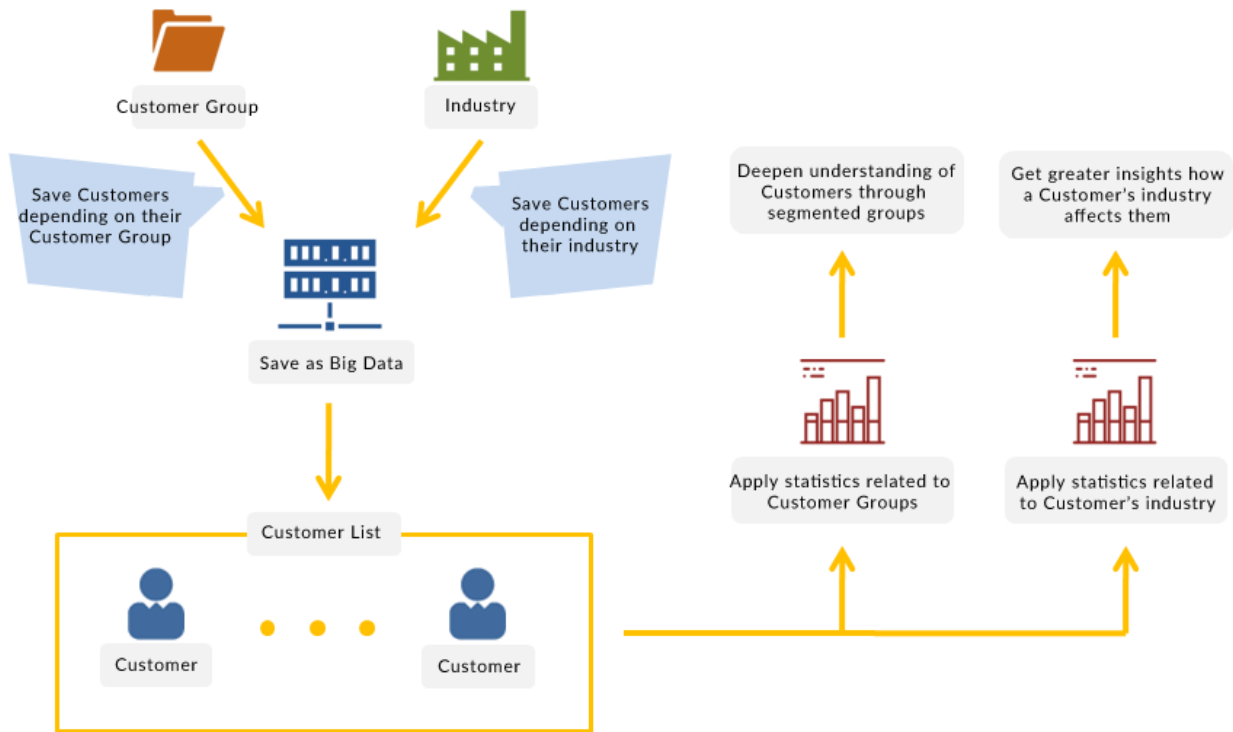 Customer Group
Industry
Save Customers
depending on their
Customer Group
Save Customers
depending on
their industry
Save as Big Data
Customer List
Customer
Customer
Deepen understanding of
Customers through
segmented groups
Get greater insights how
a Customer’s industry
affects them
Apply statistics related to
Customer Groups
Apply statistics related
to Customer’s industry